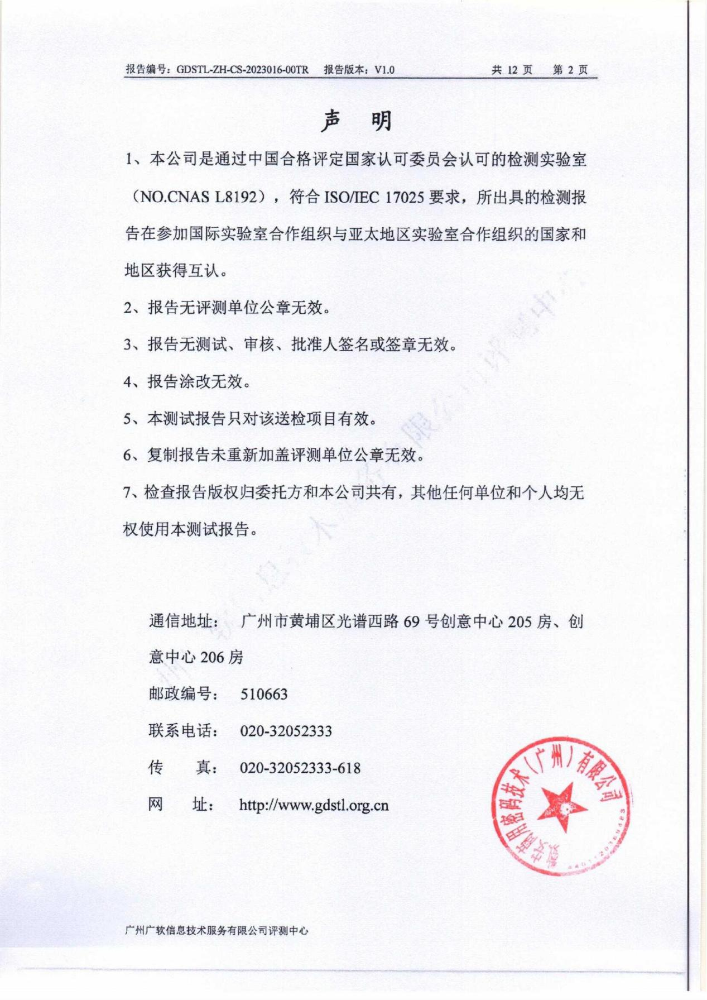 报告编号：GDSTL-ZH-CS-2023016-00TR 报告版本：V1.0 共 12 页 第 2 页
声 明
1、本公司是通过中国合格评定国家认可委员会认可的检测实验室
（NO.CNAS L8192），符合 ISO/IEC 17025 要求，所出具的检测报
告在参加国际实验室合作组织与亚太地区实验室合作组织的国家和
地区获得互认。
2、报告无评测单位公章无效。
3、报告无测试、审核、批准人签名或签章无效。
4、报告涂改无效。
5、本测试报告只对该送检项目有效。
6、复制报告未重新加盖评测单位公章无效。
7、检查报告版权归委托方和本公司共有，其他任何单位和个人均无
权使用本测试报告。
通信地址： 广州市黄埔区光谱西路 69 号创意中心 205 房、创
意中心 206 房
邮政编号： 510663
联系电话： 020-32052333
传 真： 020-32052333-618
网 址： http://www.gdstl.org.cn
商用密码技术（广州）有限公司
广州广软信息技术服务有限公司评测中心